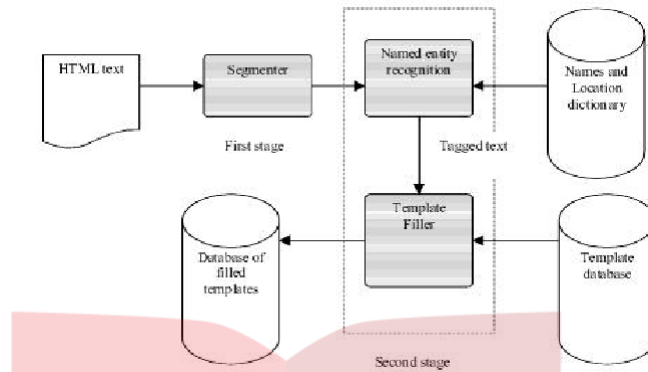 HTML text
Segmenter
Named entity
recognition
Names and
Location
dictionary
First stage
Tagged text
Template
Filler
Database of
filled
templates
Template
database
Second stage